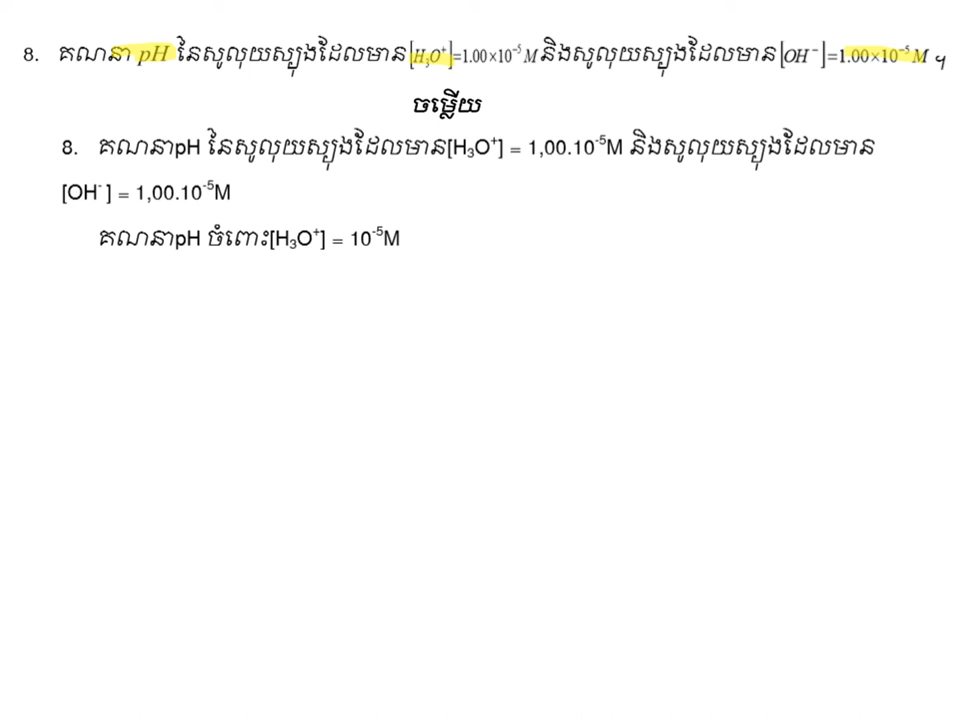 8. គណនា pH នៃសូលុយស្យុងដែលមាន [H₃O⁺]=1.00×10⁻⁵ M និងសូលុយស្យុងដែលមាន [OH⁻]=1.00×10⁻⁵ M ។
ចម្លើយ
8. គណនាpH នៃសូលុយស្យុងដែលមាន[H₃O⁺] = 1,00.10⁻⁵M និងសូលុយស្យុងដែលមាន
[OH⁻] = 1,00.10⁻⁵M
គណនាpH ចំពោះ[H₃O⁺] = 10⁻⁵M